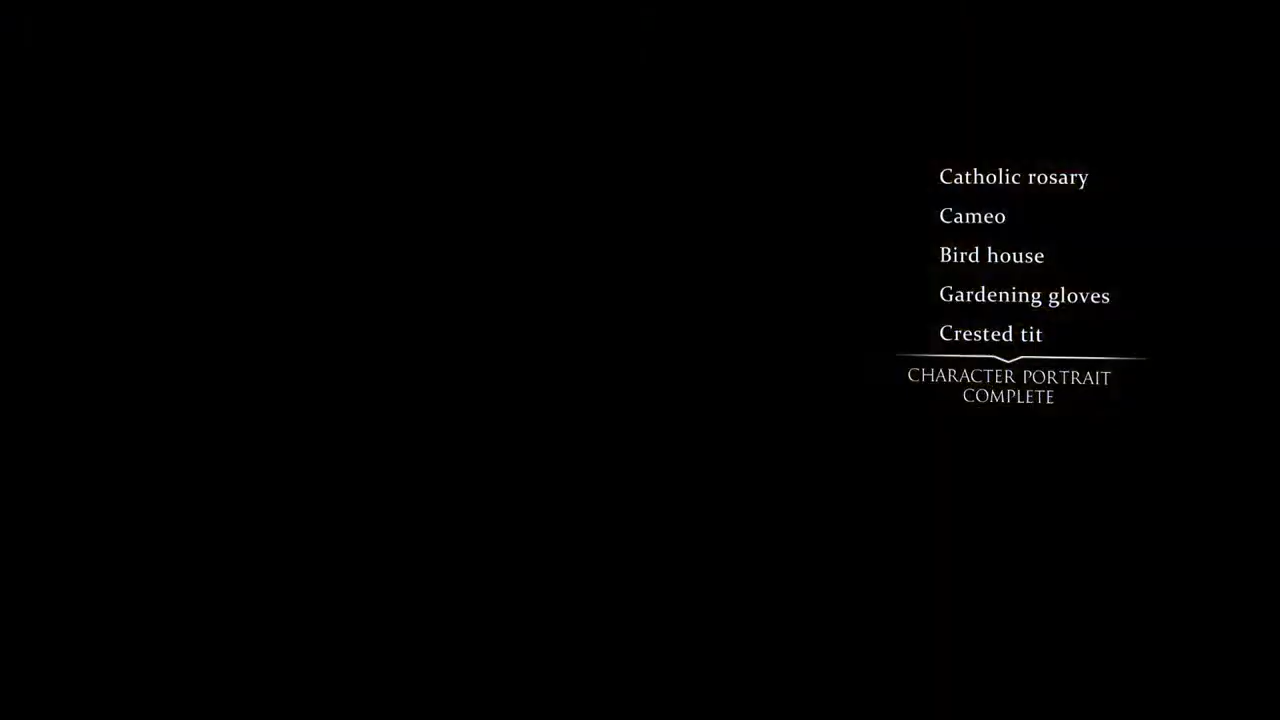 Catholic rosary
Cameo
Bird house
Gardening gloves
Crested tit
CHARACTER PORTRAIT
COMPLETE